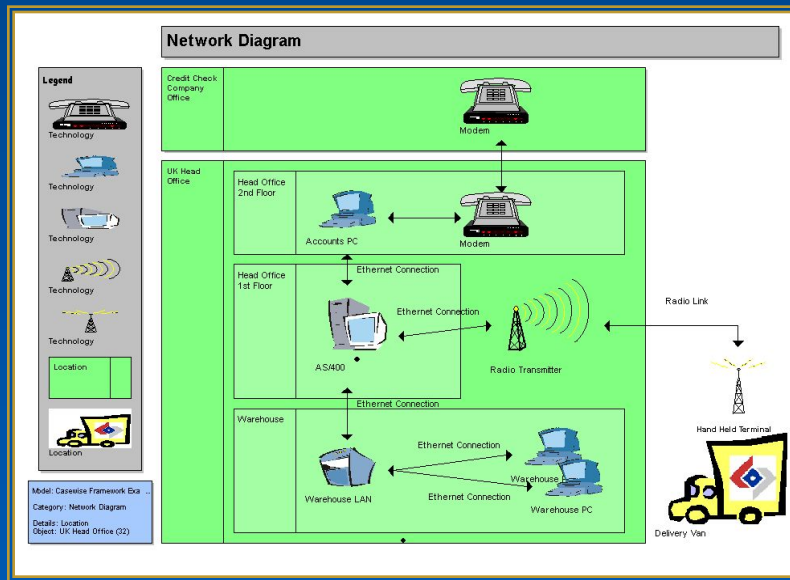 Network Diagram
Legend
Technology
Technology
Technology
Technology
Technology
Location
Location
Model: Casewise Framework Exa ..
Category: Network Diagram
Details: Location
Object: UK Head Office (32)
Credit Check
Company
Office
Modem
UK Head
Office
Head Office
2nd Floor
Accounts PC
Modem
Ethernet Connection
Head Office
1st Floor
Ethernet Connection
AS/400
Radio Transmitter
Radio Link
Hand Held Terminal
Ethernet Connection
Warehouse
Ethernet Connection
Warehouse
Warehouse LAN
Ethernet Connection
Warehouse PC
Delivery Van